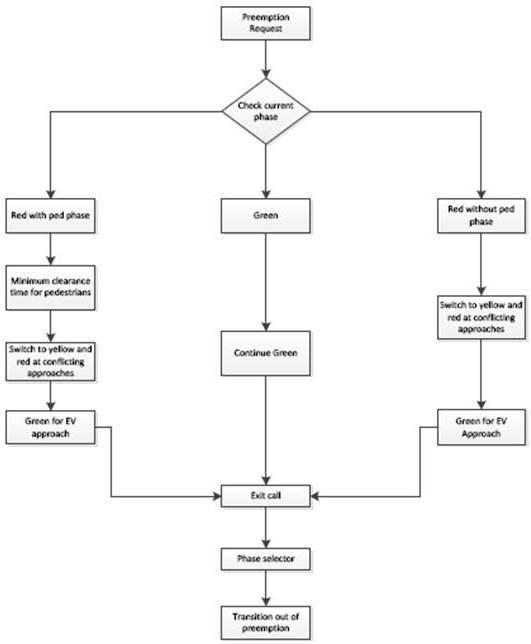 Preemption
Request
Check current
phase
Red with ped phase
Green
Red without ped
phase
Minimum clearance
time for pedestrians
Switch to yellow and
red at conflicting
approaches
Switch to yellow and
red at conflicting
approaches
Continue Green
Green for EV
approach
Green for EV
Approach
Exit call
Phase selector
Transition out of
preemption